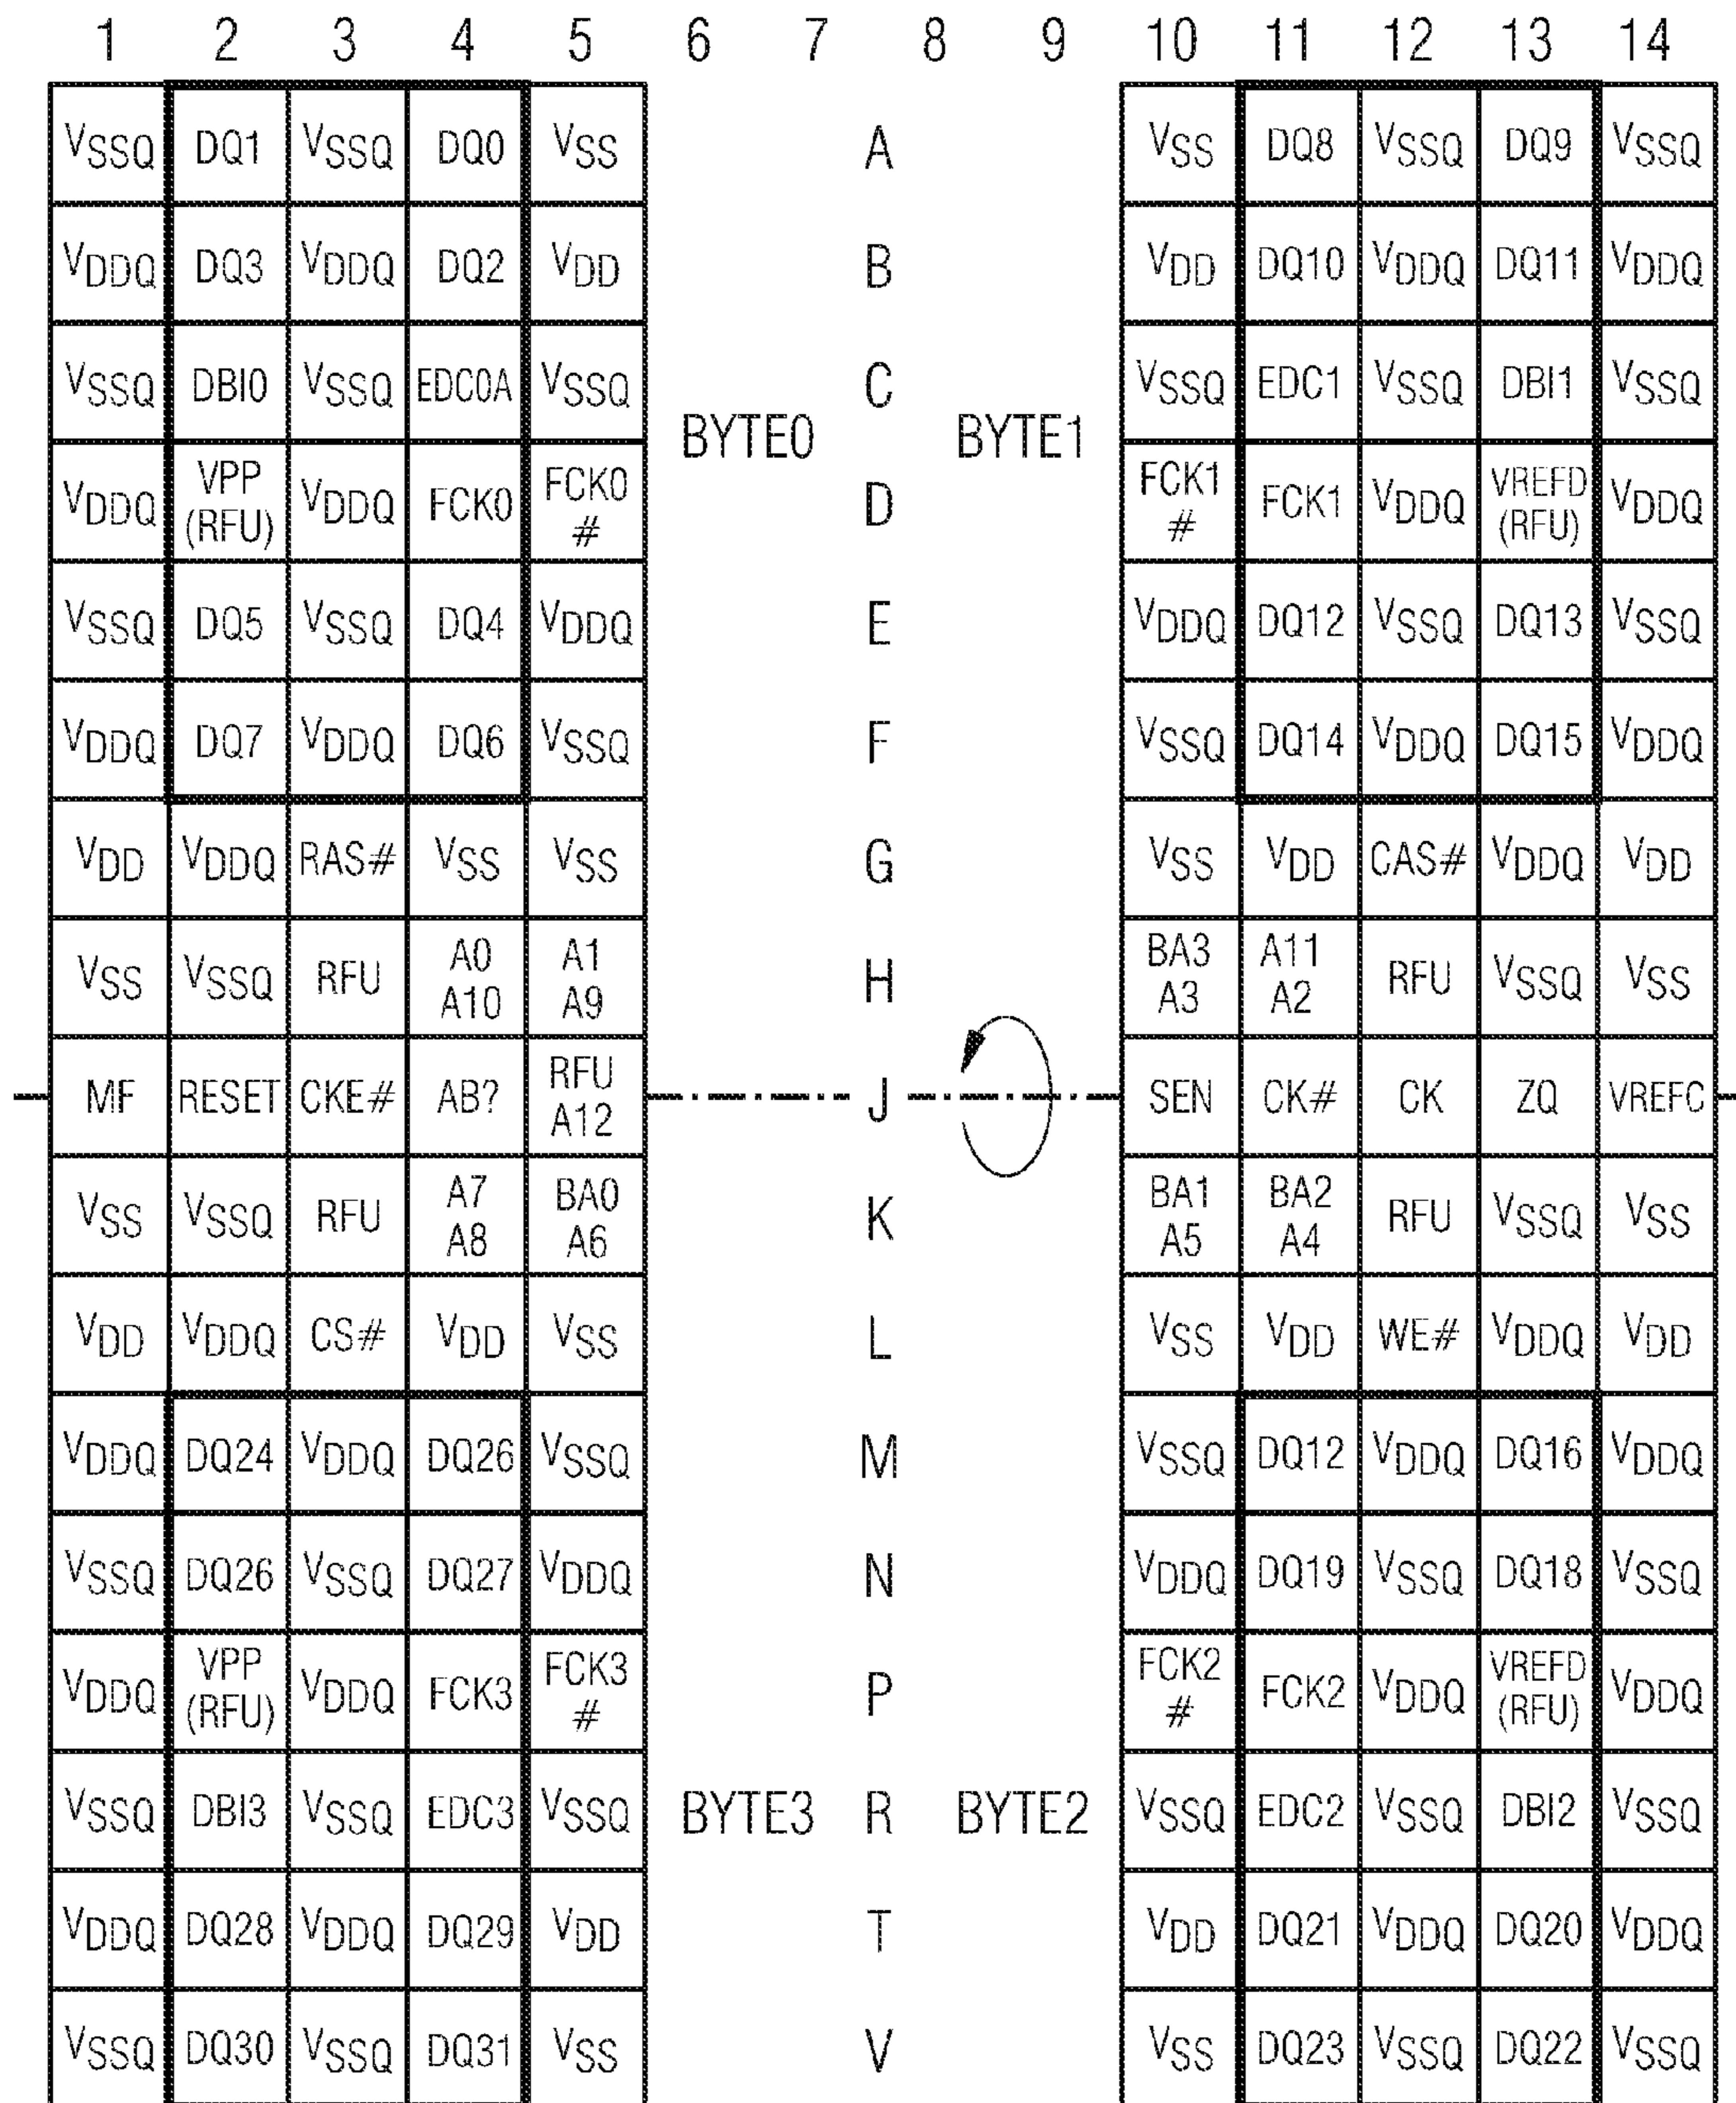 1 2 3 4 5 6 7 8 9 10 11 12 13 14
VSSQ DQ1 VSSQ DQ0 VSS A VSS DQ8 VSSQ DQ9 VSSQ
VDDQ DQ3 VDDQ DQ2 VDD B VDD DQ10 VDDQ DQ11 VDDQ
VSSQ DBI0 VSSQ EDC0A VSSQ C VSSQ EDC1 VSSQ DBI1 VSSQ
BYTE0 BYTE1
VDDQ VPP (RFU) VDDQ FCK0 FCK0 # D FCK1 # FCK1 VDDQ VREFD (RFU) VDDQ
VSSQ DQ5 VSSQ DQ4 VDDQ E VDDQ DQ12 VSSQ DQ13 VSSQ
VDDQ DQ7 VDDQ DQ6 VSSQ F VSSQ DQ14 VDDQ DQ15 VDDQ
VDD VDDQ RAS# VSS VSS G VSS VDD CAS# VDDQ VDD
VSS VSSQ RFU A0 A10 A1 A9 H BA3 A3 A11 A2 RFU VSSQ VSS
MF RESET CKE# AB? RFU A12 J SEN CK# CK ZQ VREFC
VSS VSSQ RFU A7 A8 BA0 A6 K BA1 A5 BA2 A4 RFU VSSQ VSS
VDD VDDQ CS# VDD VSS L VSS VDD WE# VDDQ VDD
VDDQ DQ24 VDDQ DQ26 VSSQ M VSSQ DQ12 VDDQ DQ16 VDDQ
VSSQ DQ26 VSSQ DQ27 VDDQ N VDDQ DQ19 VSSQ DQ18 VSSQ
VDDQ VPP (RFU) VDDQ FCK3 FCK3 # P FCK2 # FCK2 VDDQ VREFD (RFU) VDDQ
VSSQ DBI3 VSSQ EDC3 VSSQ BYTE3 R BYTE2 VSSQ EDC2 VSSQ DBI2 VSSQ
VDDQ DQ28 VDDQ DQ29 VDD T VDD DQ21 VDDQ DQ20 VDDQ
VSSQ DQ30 VSSQ DQ31 VSS V VSS DQ23 VSSQ DQ22 VSSQ